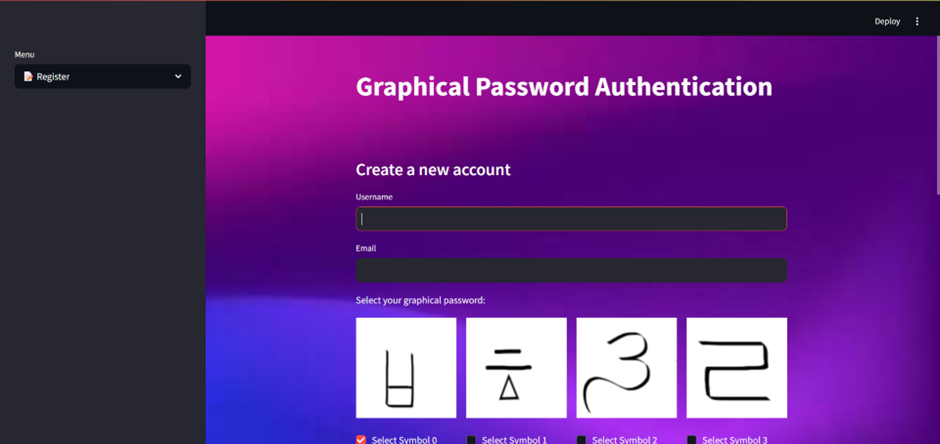 Deploy
Menu
📝 Register
Graphical Password Authentication
Create a new account
Username
Email
Select your graphical password:
Select Symbol 0
Select Symbol 1
Select Symbol 2
Select Symbol 3